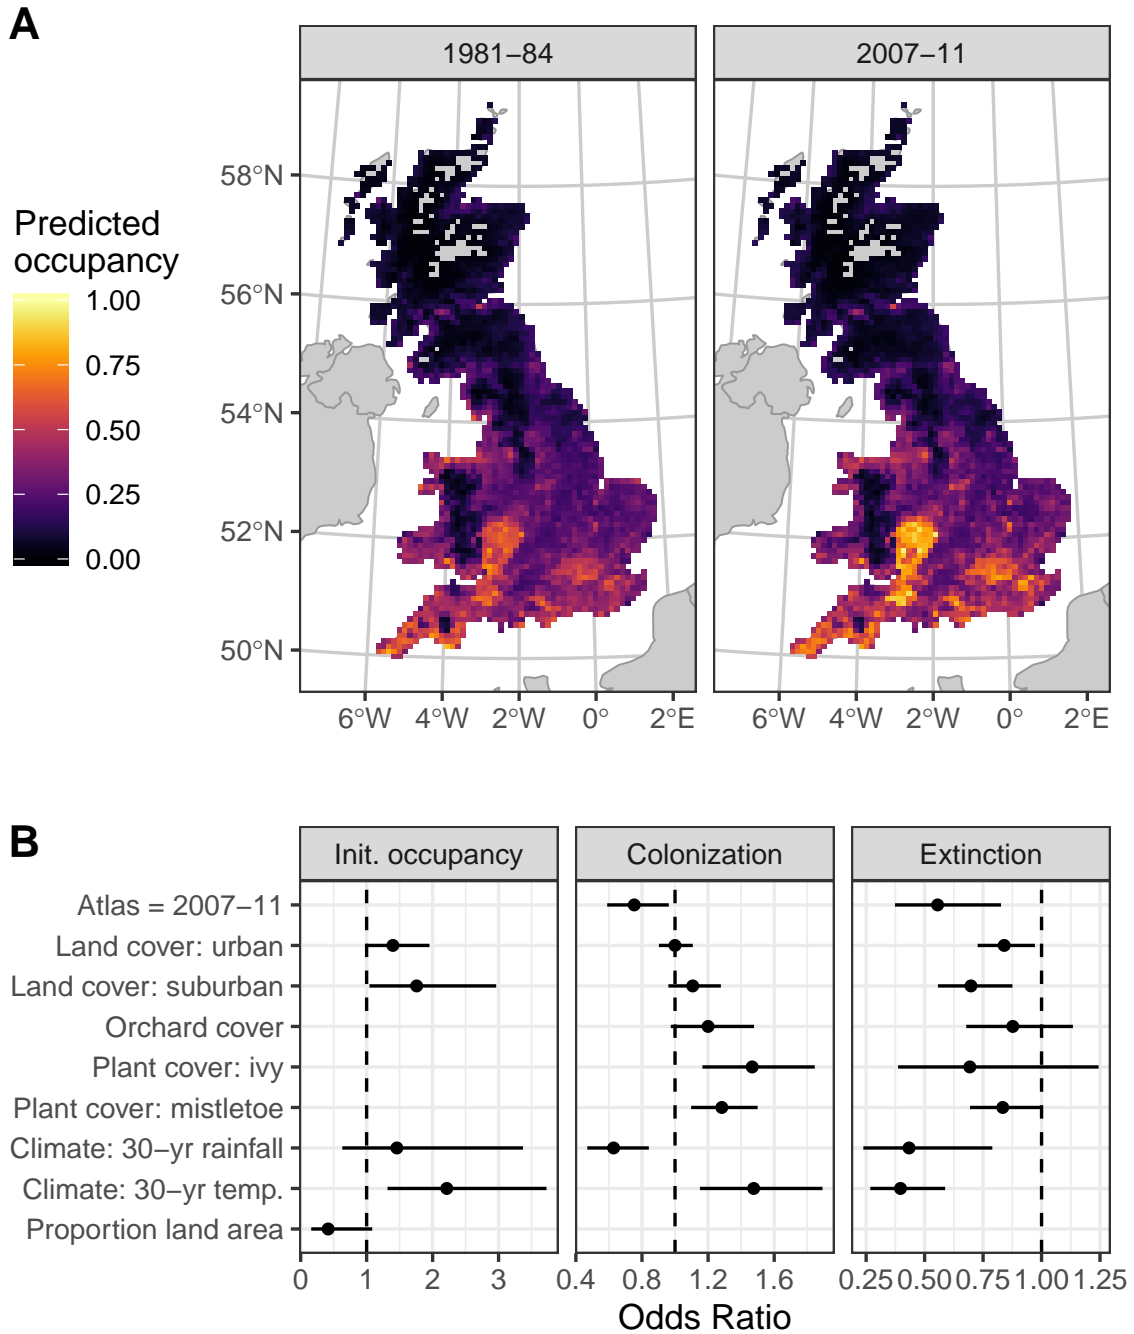 A
1981–84
2007–11
58°N
56°N
54°N
52°N
50°N
Predicted
occupancy
1.00
0.75
0.50
0.25
0.00
6°W 4°W 2°W 0° 2°E
6°W 4°W 2°W 0° 2°E
B
Init. occupancy
Colonization
Extinction
Atlas = 2007–11
Land cover: urban
Land cover: suburban
Orchard cover
Plant cover: ivy
Plant cover: mistletoe
Climate: 30–yr rainfall
Climate: 30–yr temp.
Proportion land area
0 1 2 3
0.4 0.8 1.2 1.6
0.25 0.50 0.75 1.00 1.25
Odds Ratio